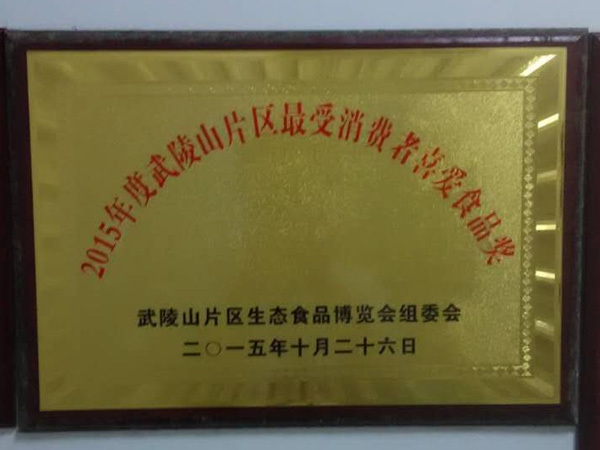 2015年度武陵山片区最受消费者喜爱食品奖
武陵山片区生态食品博览会组委会
二〇一五年十月二十六日